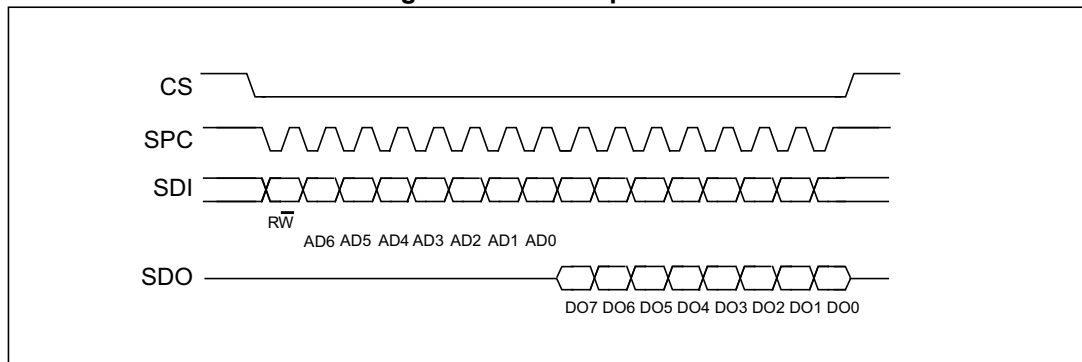 CS
SPC
SDI
RW̅
AD6 AD5 AD4 AD3 AD2 AD1 AD0
SDO
DO7 DO6 DO5 DO4 DO3 DO2 DO1 DO0